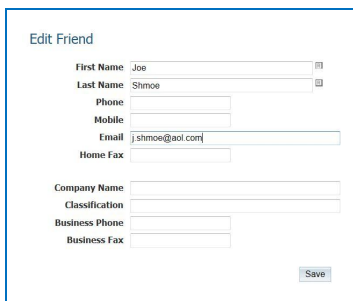 Edit Friend
First Name Joe
Last Name Shmoe
Phone
Mobile
Email j.shmoe@aol.com
Home Fax
Company Name
Classification
Business Phone
Business Fax
Save